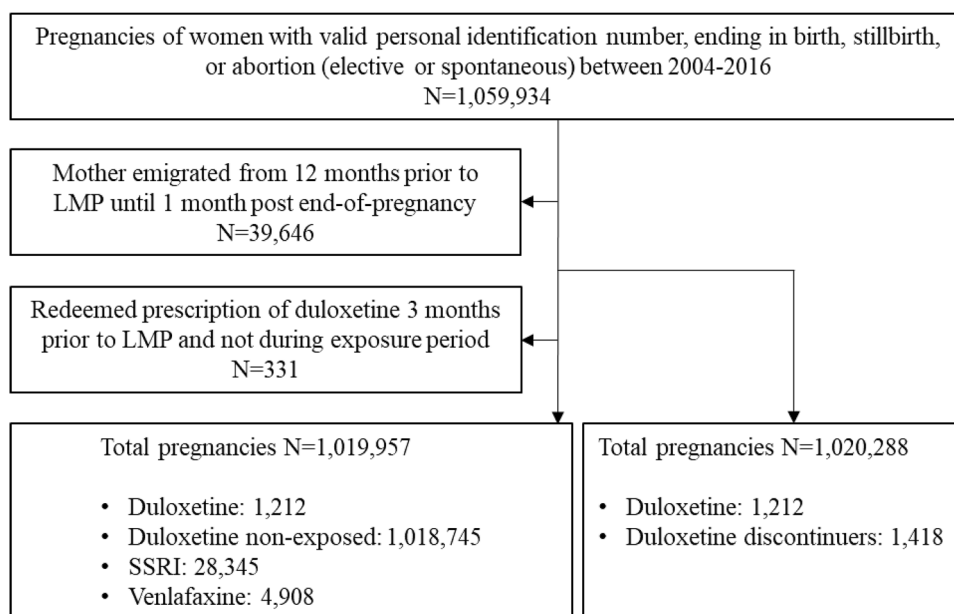 Pregnancies of women with valid personal identification number, ending in birth, stillbirth,
or abortion (elective or spontaneous) between 2004-2016
N=1,059,934
Mother emigrated from 12 months prior to
LMP until 1 month post end-of-pregnancy
N=39,646
Redeemed prescription of duloxetine 3 months
prior to LMP and not during exposure period
N=331
Total pregnancies N=1,019,957
• Duloxetine: 1,212
• Duloxetine non-exposed: 1,018,745
• SSRI: 28,345
• Venlafaxine: 4,908
Total pregnancies N=1,020,288
• Duloxetine: 1,212
• Duloxetine discontinuers: 1,418